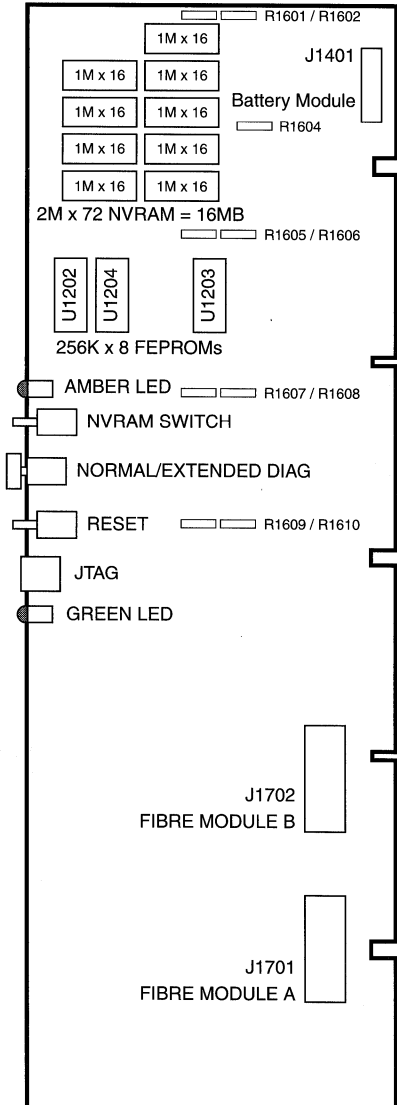 R1601 / R1602
1M x 16
J1401
1M x 16 1M x 16
Battery Module
1M x 16 1M x 16
R1604
1M x 16 1M x 16
1M x 16 1M x 16
2M x 72 NVRAM = 16MB
R1605 / R1606
U1202 U1204 U1203
256K x 8 FEPROMs
AMBER LED
R1607 / R1608
NVRAM SWITCH
NORMAL/EXTENDED DIAG
RESET
R1609 / R1610
JTAG
GREEN LED
J1702
FIBRE MODULE B
J1701
FIBRE MODULE A